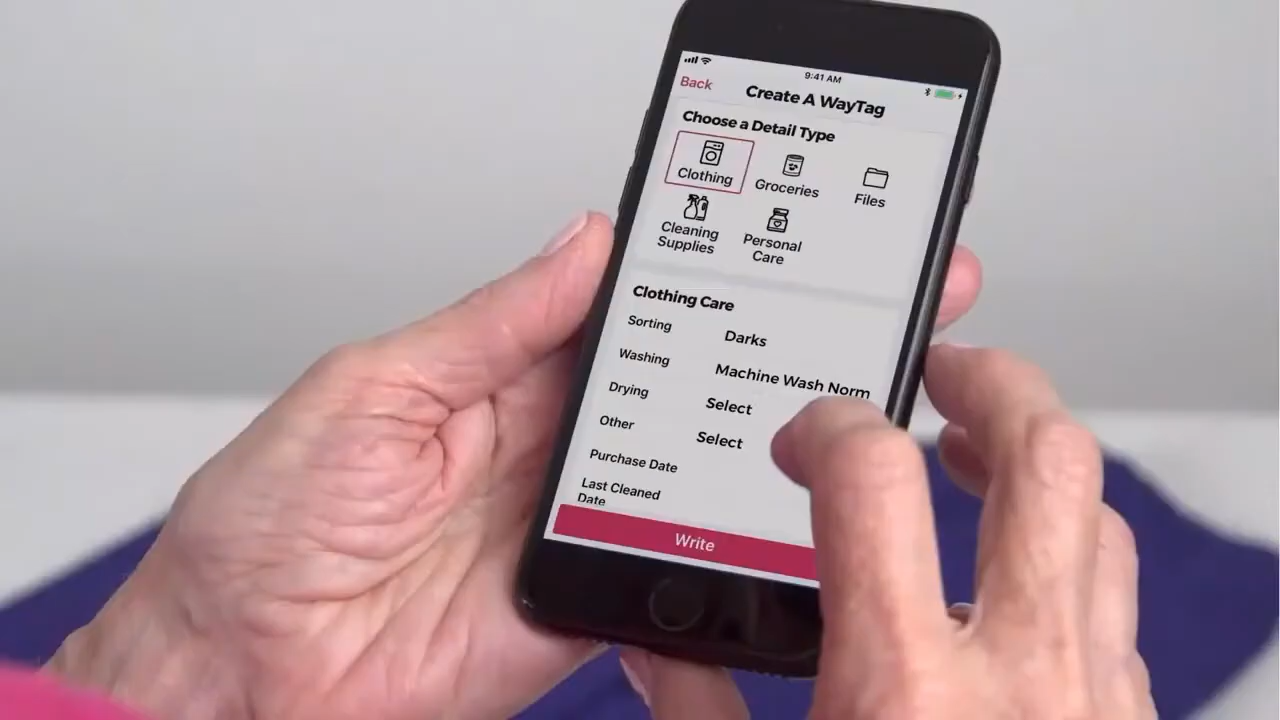 9:41 AM
Back
Create A WayTag
Choose a Detail Type
Clothing
Groceries
Files
Cleaning
Supplies
Personal
Care
Clothing Care
Sorting Darks
Washing Machine Wash Norm
Drying Select
Other Select
Purchase Date
Last Cleaned
Date
Write